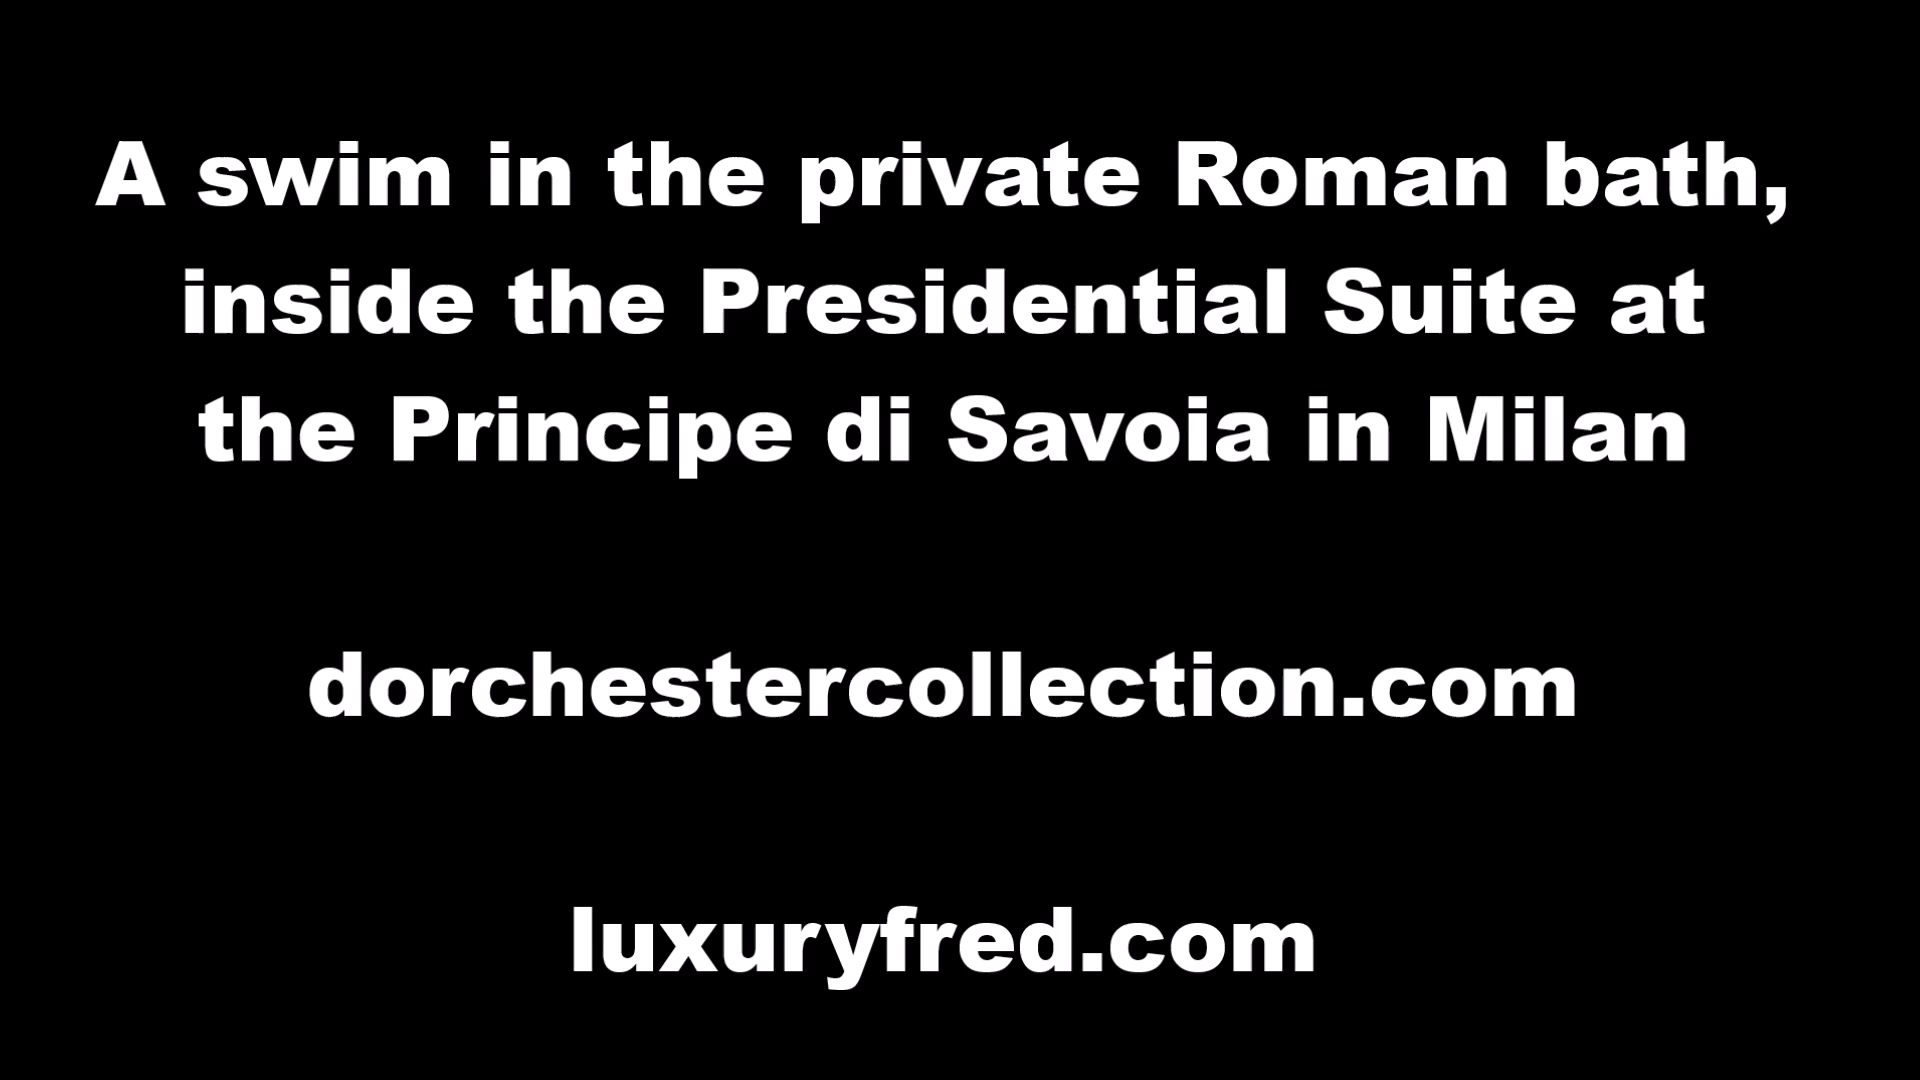 A swim in the private Roman bath,
inside the Presidential Suite at
the Principe di Savoia in Milan
dorchestercollection.com
luxuryfred.com